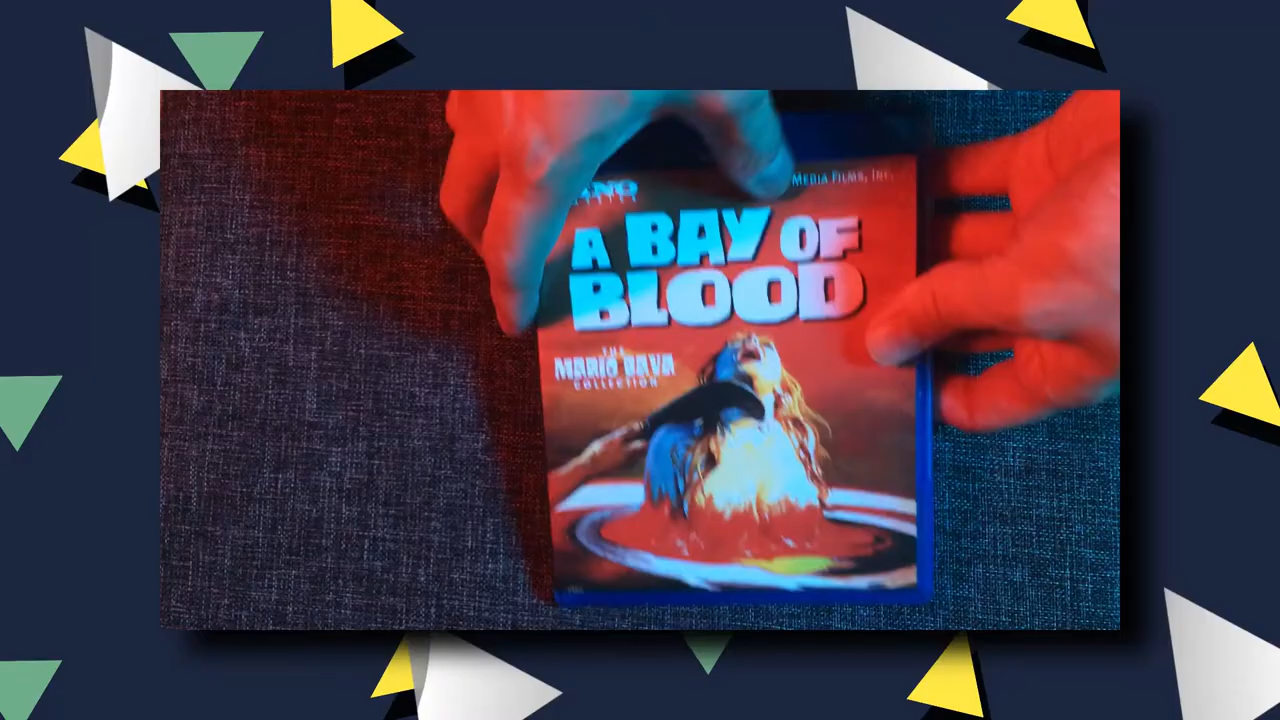 MEDIA FILMS, INC.
A BAY OF
BLOOD
THE
MARIO BAVA
COLLECTION